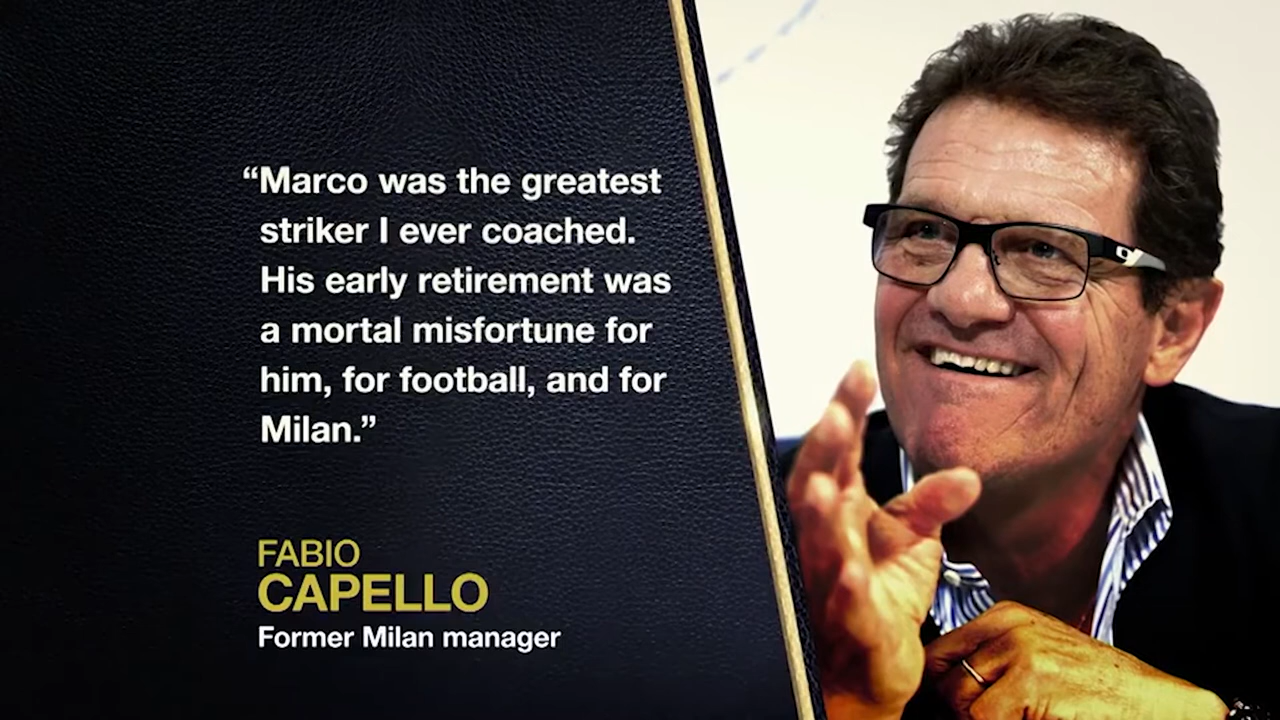 “Marco was the greatest
striker I ever coached.
His early retirement was
a mortal misfortune for
him, for football, and for
Milan.”
FABIO
CAPELLO
Former Milan manager